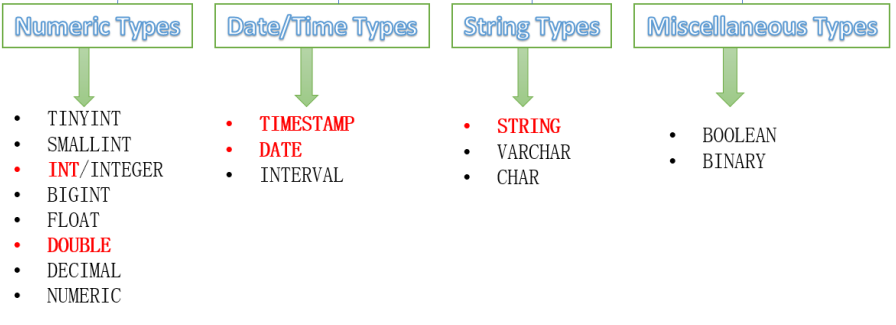 Numeric Types
TINYINT
SMALLINT
INT/INTEGER
BIGINT
FLOAT
DOUBLE
DECIMAL
NUMERIC
Date/Time Types
TIMESTAMP
DATE
INTERVAL
String Types
STRING
VARCHAR
CHAR
Miscellaneous Types
BOOLEAN
BINARY